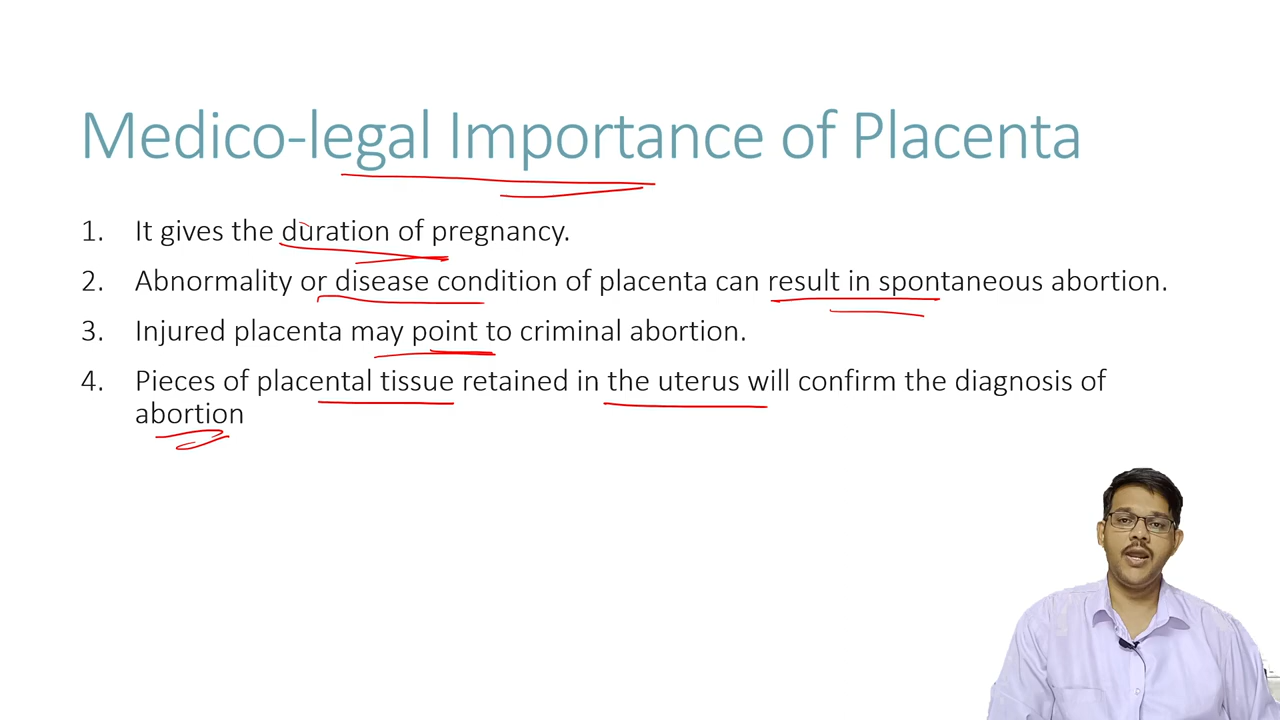 Medico-legal Importance of Placenta
1. It gives the duration of pregnancy.
2. Abnormality or disease condition of placenta can result in spontaneous abortion.
3. Injured placenta may point to criminal abortion.
4. Pieces of placental tissue retained in the uterus will confirm the diagnosis of
abortion